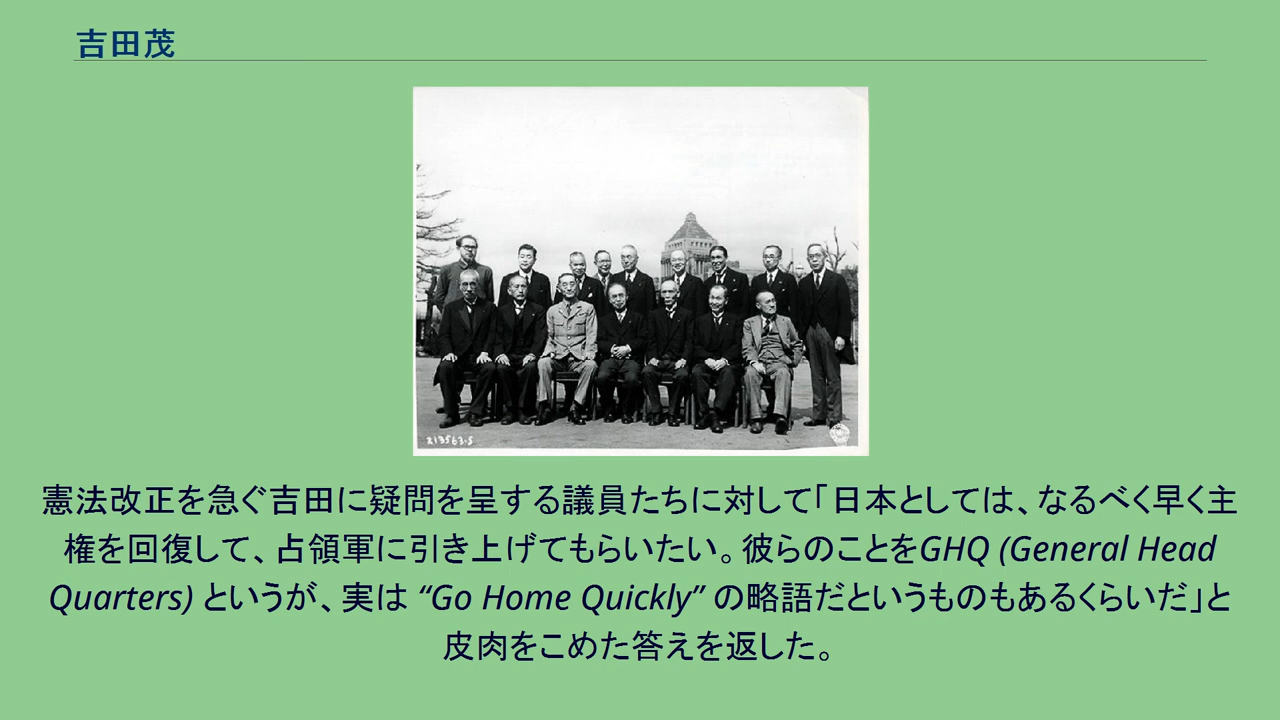 吉田茂
213563-5
憲法改正を急ぐ吉田に疑問を呈する議員たちに対して「日本としては、なるべく早く主
権を回復して、占領軍に引き上げてもらいたい。彼らのことをGHQ (General Head
Quarters) というが、実は “Go Home Quickly” の略語だというものもあるくらいだ」と
皮肉をこめた答えを返した。